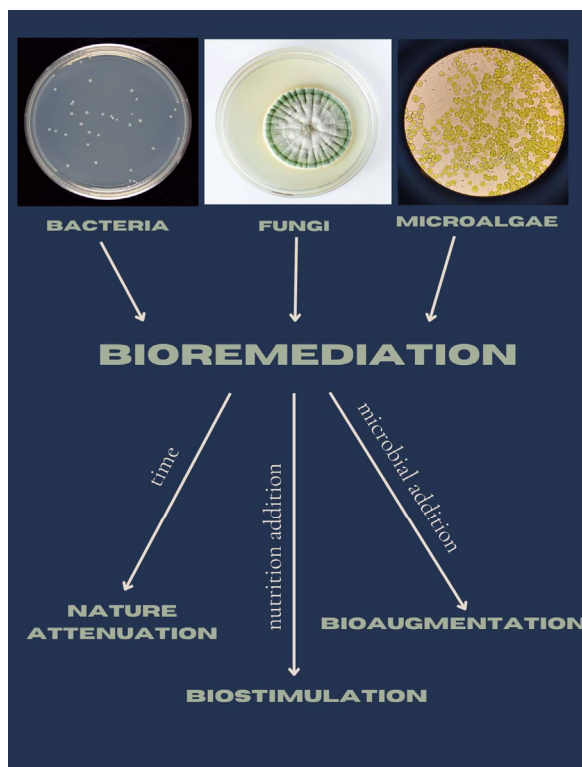 BACTERIA
FUNGI
MICROALGAE
BIOREMEDIATION
time
nutrition addition
microbial addition
NATURE
ATTENUATION
BIOAUGMENTATION
BIOSTIMULATION